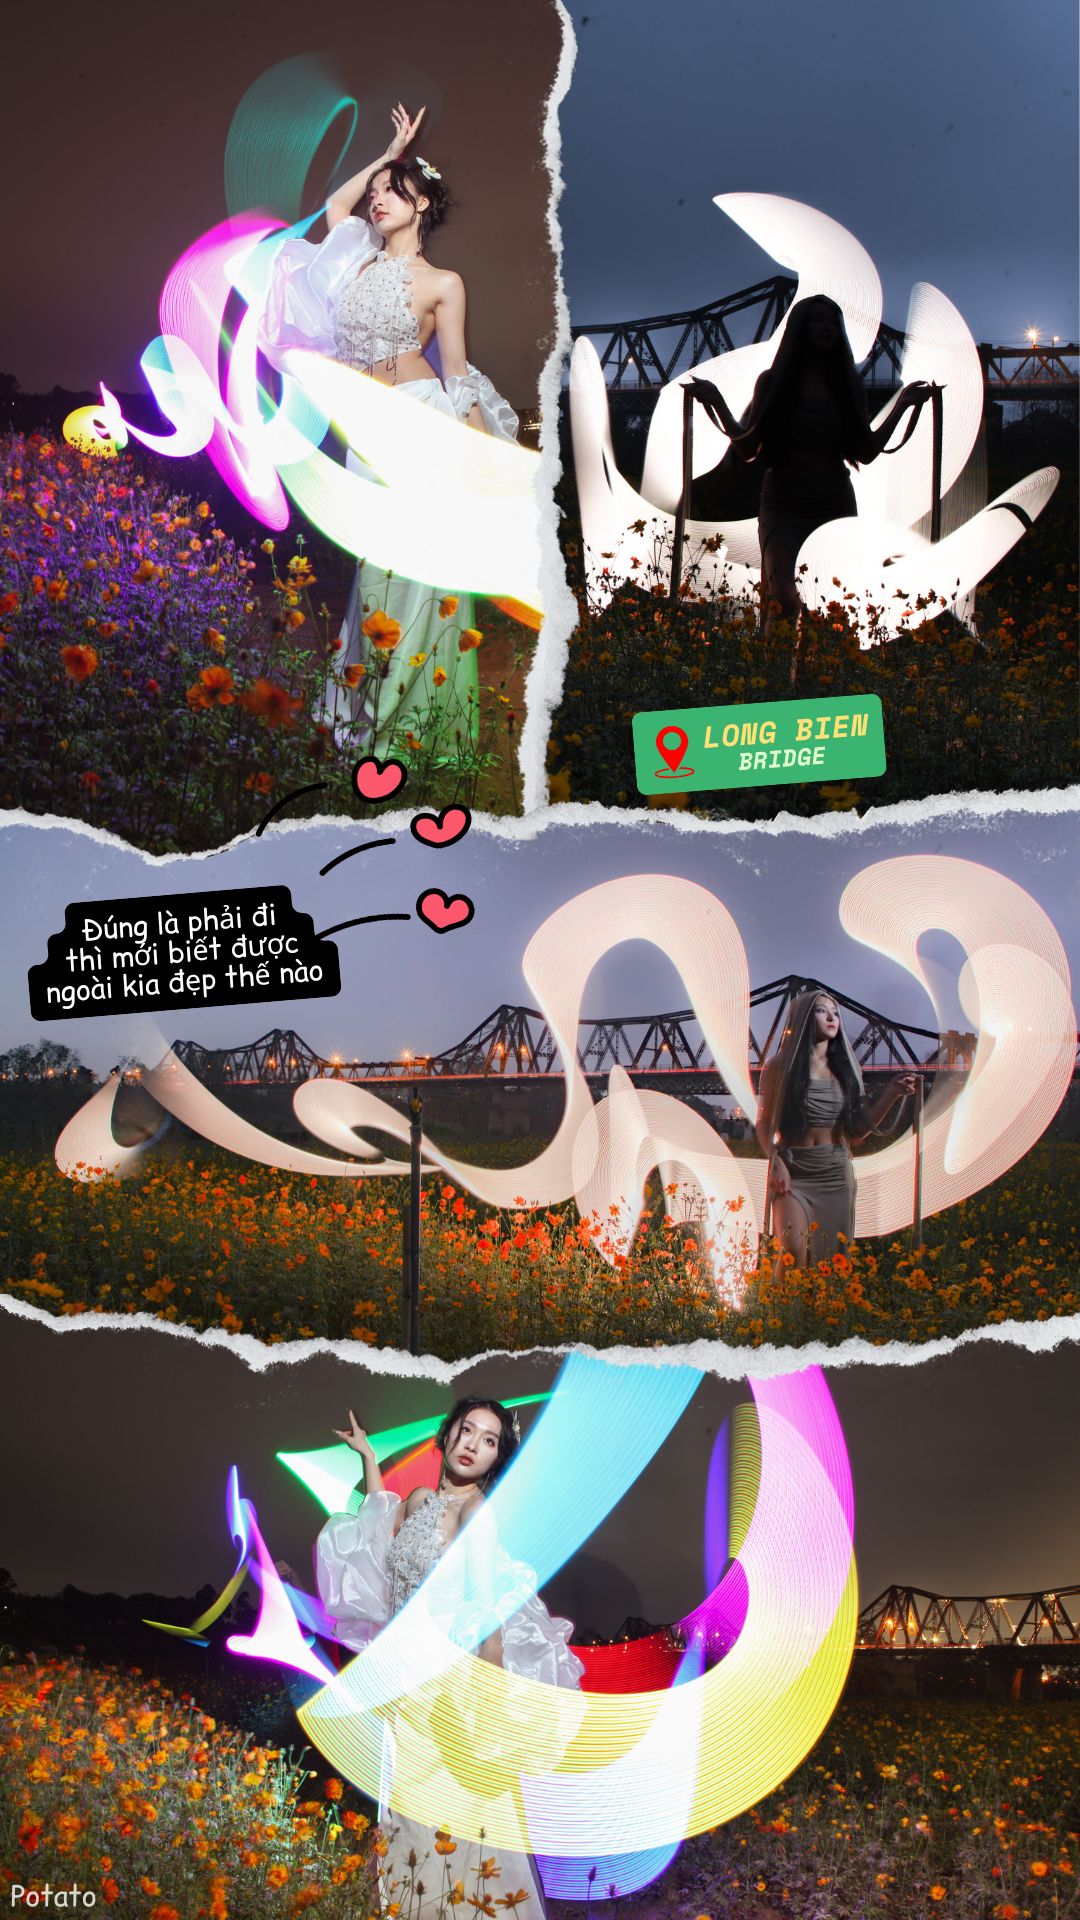 LONG BIEN
BRIDGE
Đúng là phải đi
thì mới biết được
ngoài kia đẹp thế nào
Potato